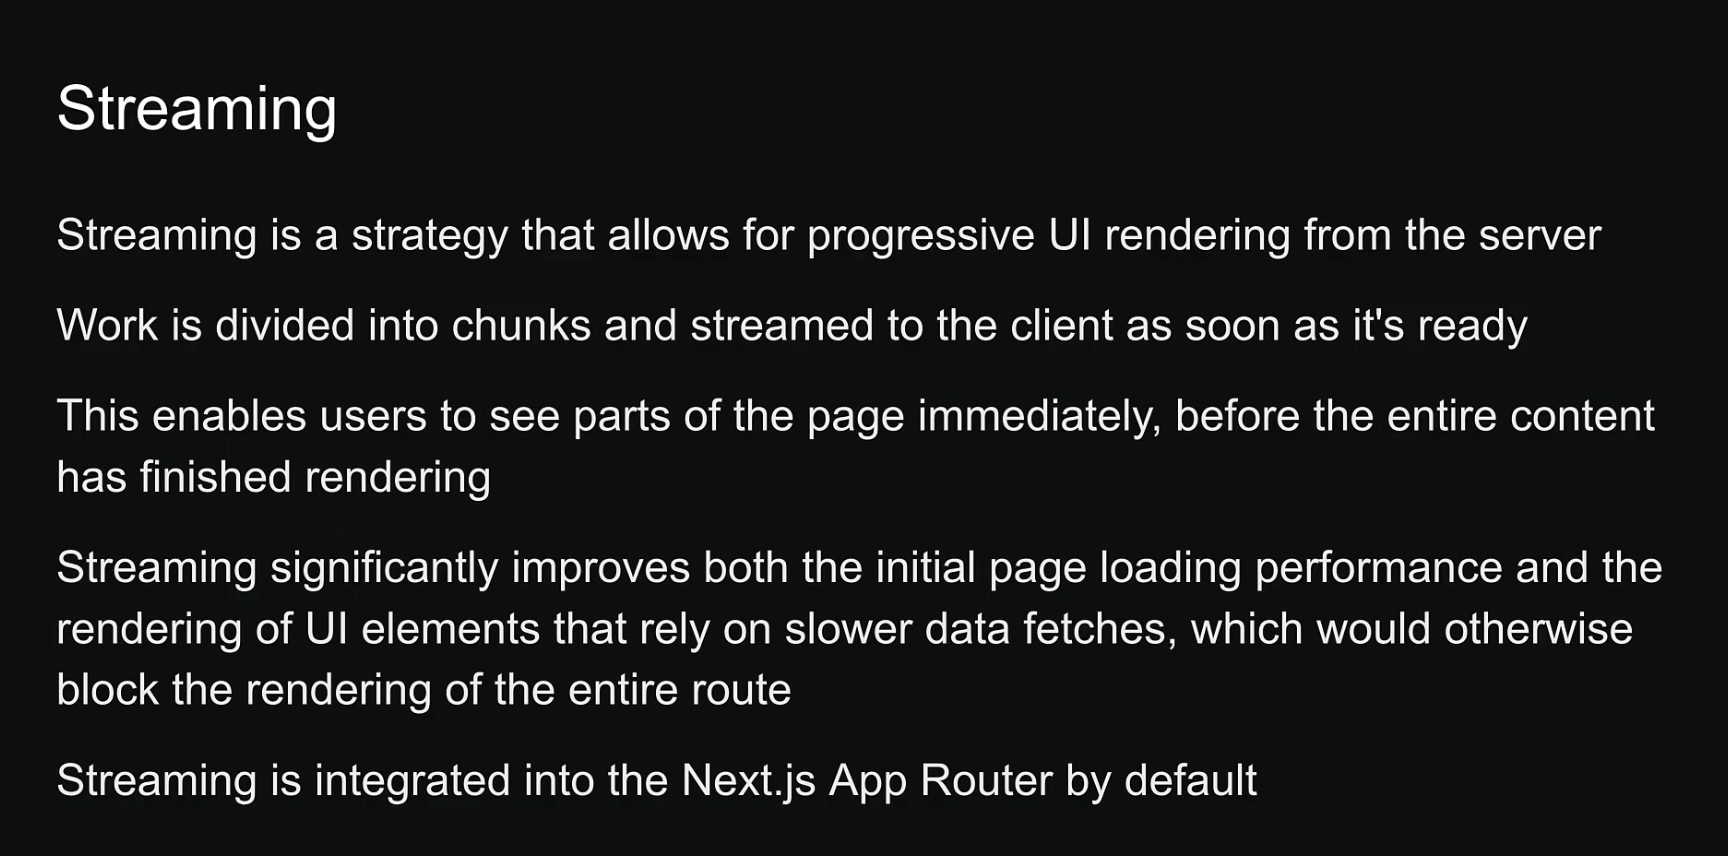 Streaming
Streaming is a strategy that allows for progressive UI rendering from the server
Work is divided into chunks and streamed to the client as soon as it's ready
This enables users to see parts of the page immediately, before the entire content
has finished rendering
Streaming significantly improves both the initial page loading performance and the
rendering of UI elements that rely on slower data fetches, which would otherwise
block the rendering of the entire route
Streaming is integrated into the Next.js App Router by default